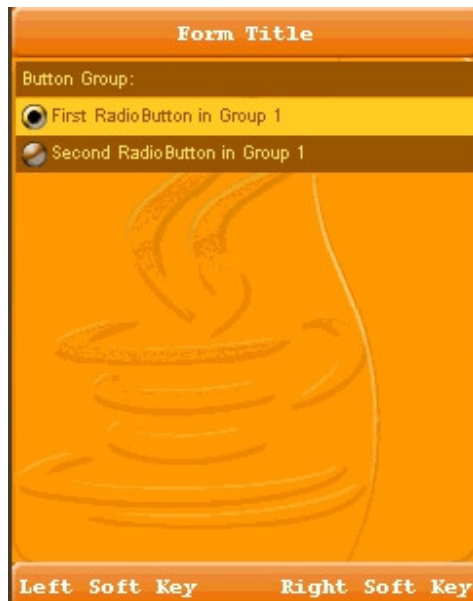 Form Title
Button Group:
First RadioButton in Group 1
Second RadioButton in Group 1
Left Soft Key Right Soft Key